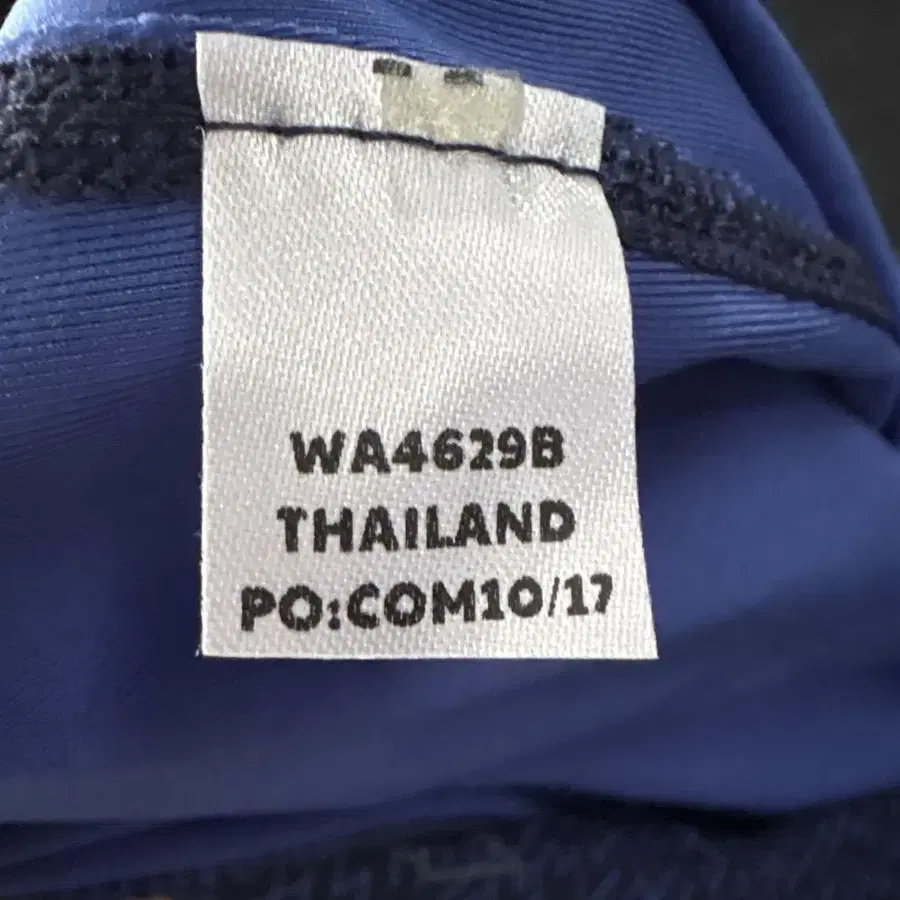 WA4629B
THAILAND
PO:COM10/17